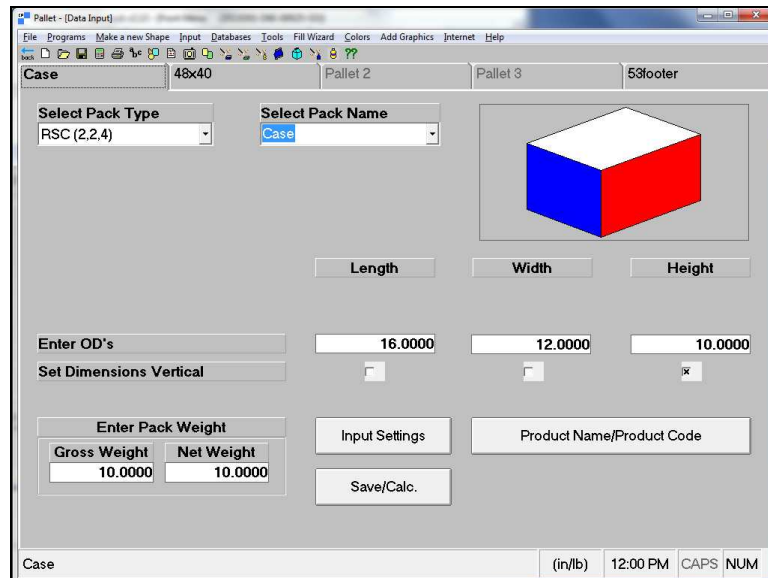 Pallet - [Data Input]
File Programs Make a new Shape Input Databases Tools Fill Wizard Colors Add Graphics Internet Help
back
Case 48x40 Pallet 2 Pallet 3 53footer
Select Pack Type Select Pack Name
RSC (2,2,4) Case
Length Width Height
Enter OD's 16.0000 12.0000 10.0000
Set Dimensions Vertical
Enter Pack Weight
Gross Weight Net Weight
10.0000 10.0000
Input Settings Product Name/Product Code
Save/Calc.
Case (in/lb) 12:00 PM CAPS NUM